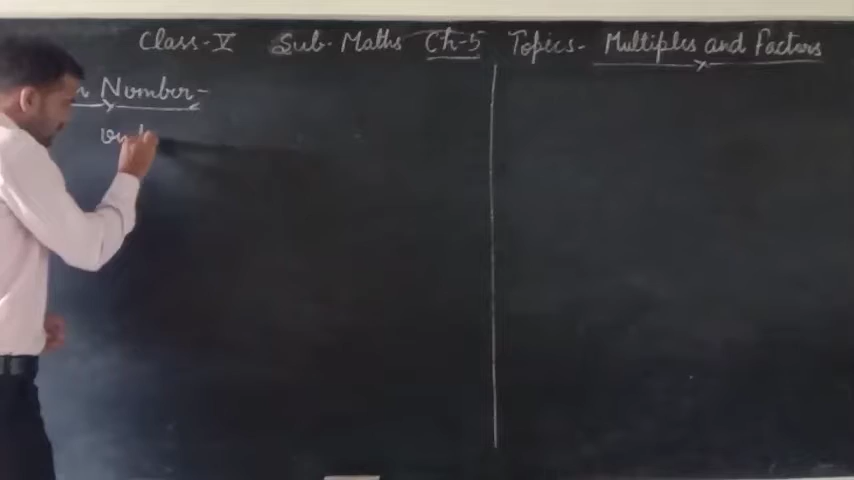 Class-V Sub- Maths Ch-5 Topics- Multiples and Factors
Number-